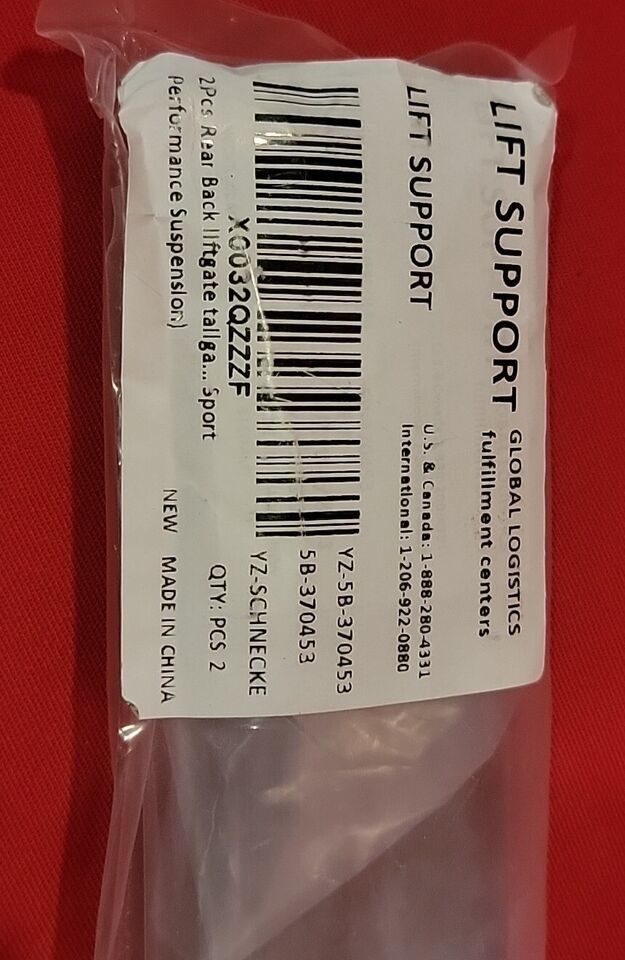 LIFT SUPPORT
GLOBAL LOGISTICS
fulfillment centers
LIFT SUPPORT
U.S. & Canada: 1-888-280-4331
International: 1-206-922-0880
YZ-5B-370453
5B-370453
YZ-SCHNECKE
X0032QZZ2F
2Pcs Rear Back liftgate tailga... Sport
QTY: PCS 2
Performance Suspension)
NEW MADE IN CHINA